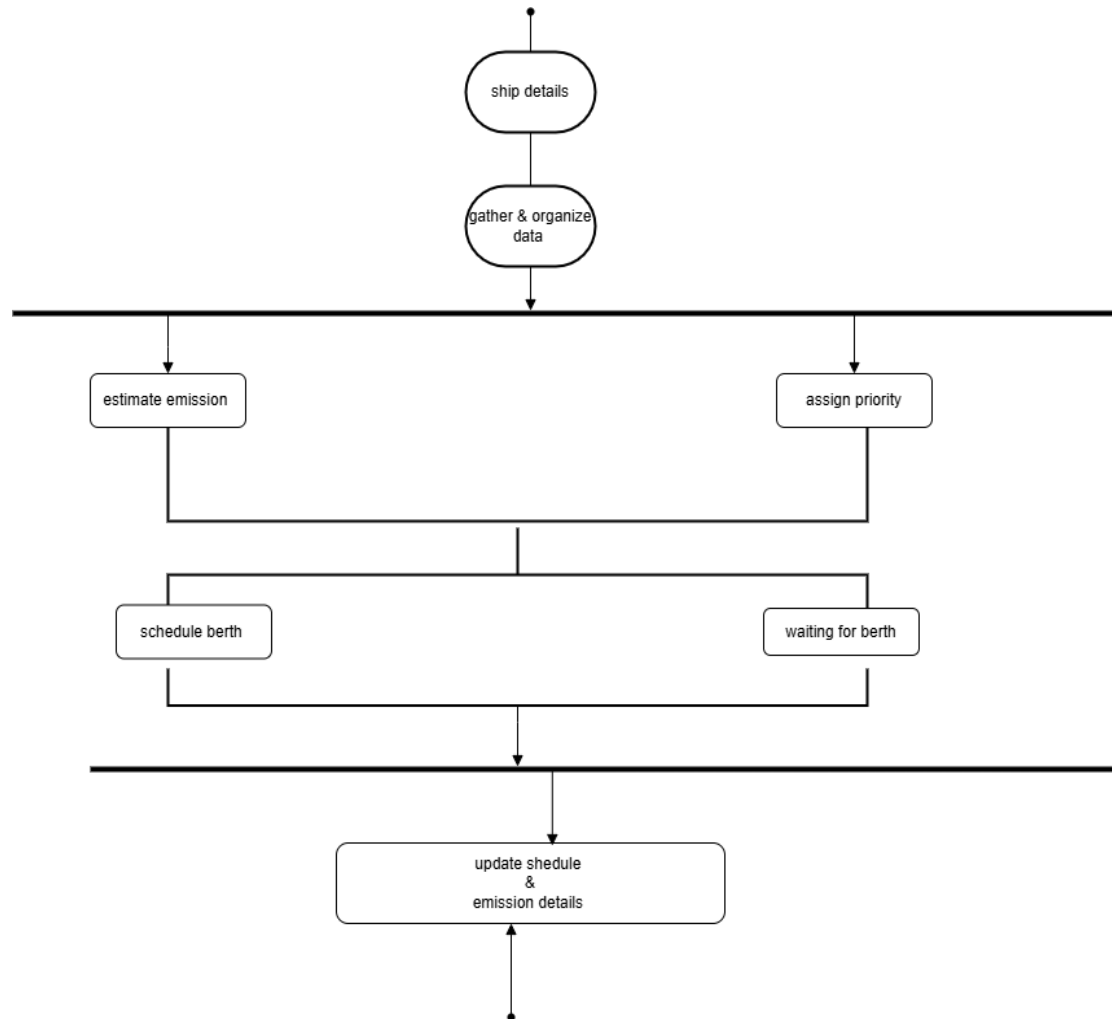 ship details
gather & organize
data
estimate emission
assign priority
schedule berth
waiting for berth
update shedule
&
emission details